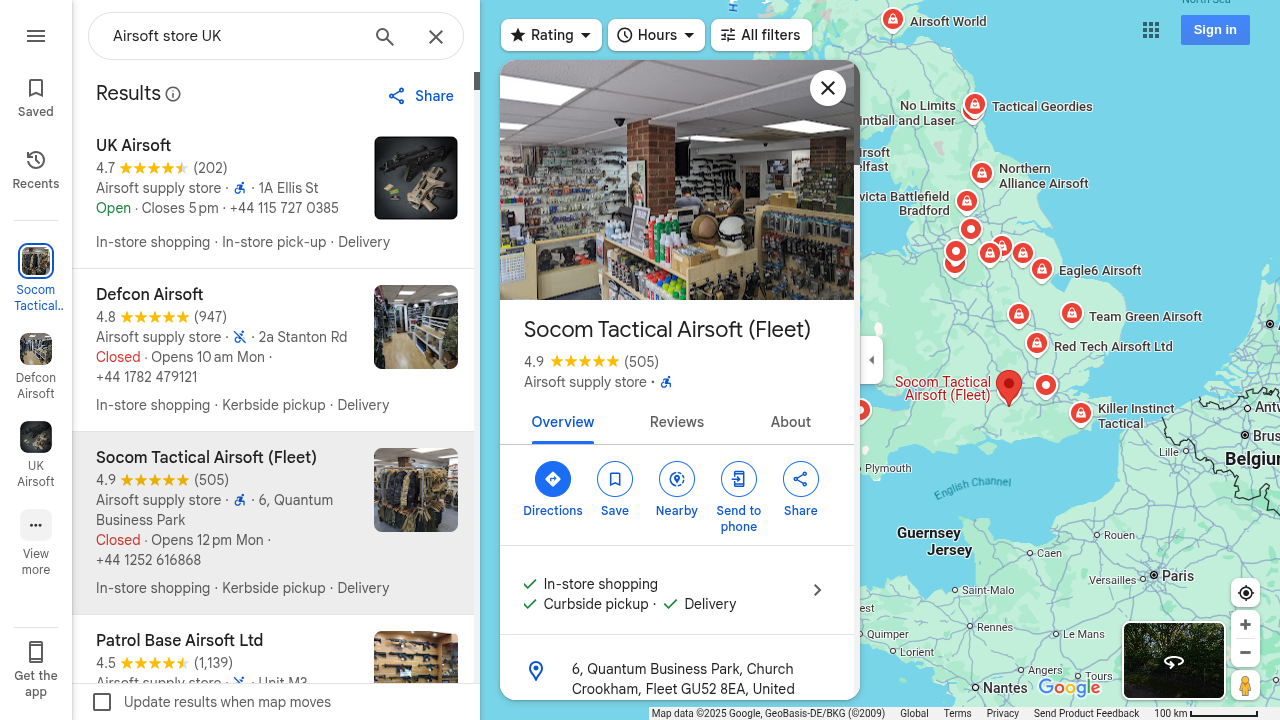 Airsoft store UK
Saved
Recents
Socom
Tactical..
Defcon
Airsoft
UK
Airsoft
View
more
Get the
app
Results
Share
UK Airsoft
4.7 (202)
Airsoft supply store · · 1A Ellis St
Open · Closes 5 pm · +44 115 727 0385
In-store shopping · In-store pick-up · Delivery
Defcon Airsoft
4.8 (947)
Airsoft supply store · · 2a Stanton Rd
Closed · Opens 10 am Mon ·
+44 1782 479121
In-store shopping · Kerbside pickup · Delivery
Socom Tactical Airsoft (Fleet)
4.9 (505)
Airsoft supply store · · 6, Quantum
Business Park
Closed · Opens 12 pm Mon ·
+44 1252 616868
In-store shopping · Kerbside pickup · Delivery
Patrol Base Airsoft Ltd
4.5 (1,139)
Airsoft supply store · · Unit M3
Update results when map moves
Rating
Hours
All filters
Socom Tactical Airsoft (Fleet)
4.9 (505)
Airsoft supply store ·
Overview
Reviews
About
Directions
Save
Nearby
Send to
phone
Share
In-store shopping
Curbside pickup · Delivery
6, Quantum Business Park, Church
Crookham, Fleet GU52 8EA, United
Sign in
Airsoft World
No Limits
intball and Laser
Tactical Geordies
irsoft
elfast
Northern
Alliance Airsoft
victa Battlefield
Bradford
Eagle6 Airsoft
Team Green Airsoft
Red Tech Airsoft Ltd
Socom Tactical
Airsoft (Fleet)
Killer Instinct
Tactical
Antw
Brus
Lille
Belgium
Plymouth
English Channel
Guernsey
Jersey
Rouen
Caen
Versailles
Paris
Saint-Malo
est
Quimper
Rennes
Le Mans
Lorient
Angers
Tours
Nantes
Google
Map data ©2025 Google, GeoBasis-DE/BKG (©2009)
Global
Terms
Privacy
Send Product Feedback
100 km